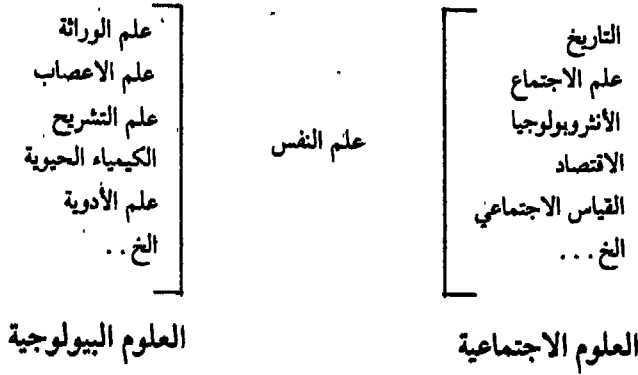 التاريخ
علم الاجتماع
الأنثروبولوجيا
الاقتصاد
القياس الاجتماعي
الخ...
العلوم الاجتماعية
علم النفس
علم الوراثة
علم الاعصاب
علم التشريح
الكيمياء الحيوية
علم الأدوية
الخ..
العلوم البيولوجية